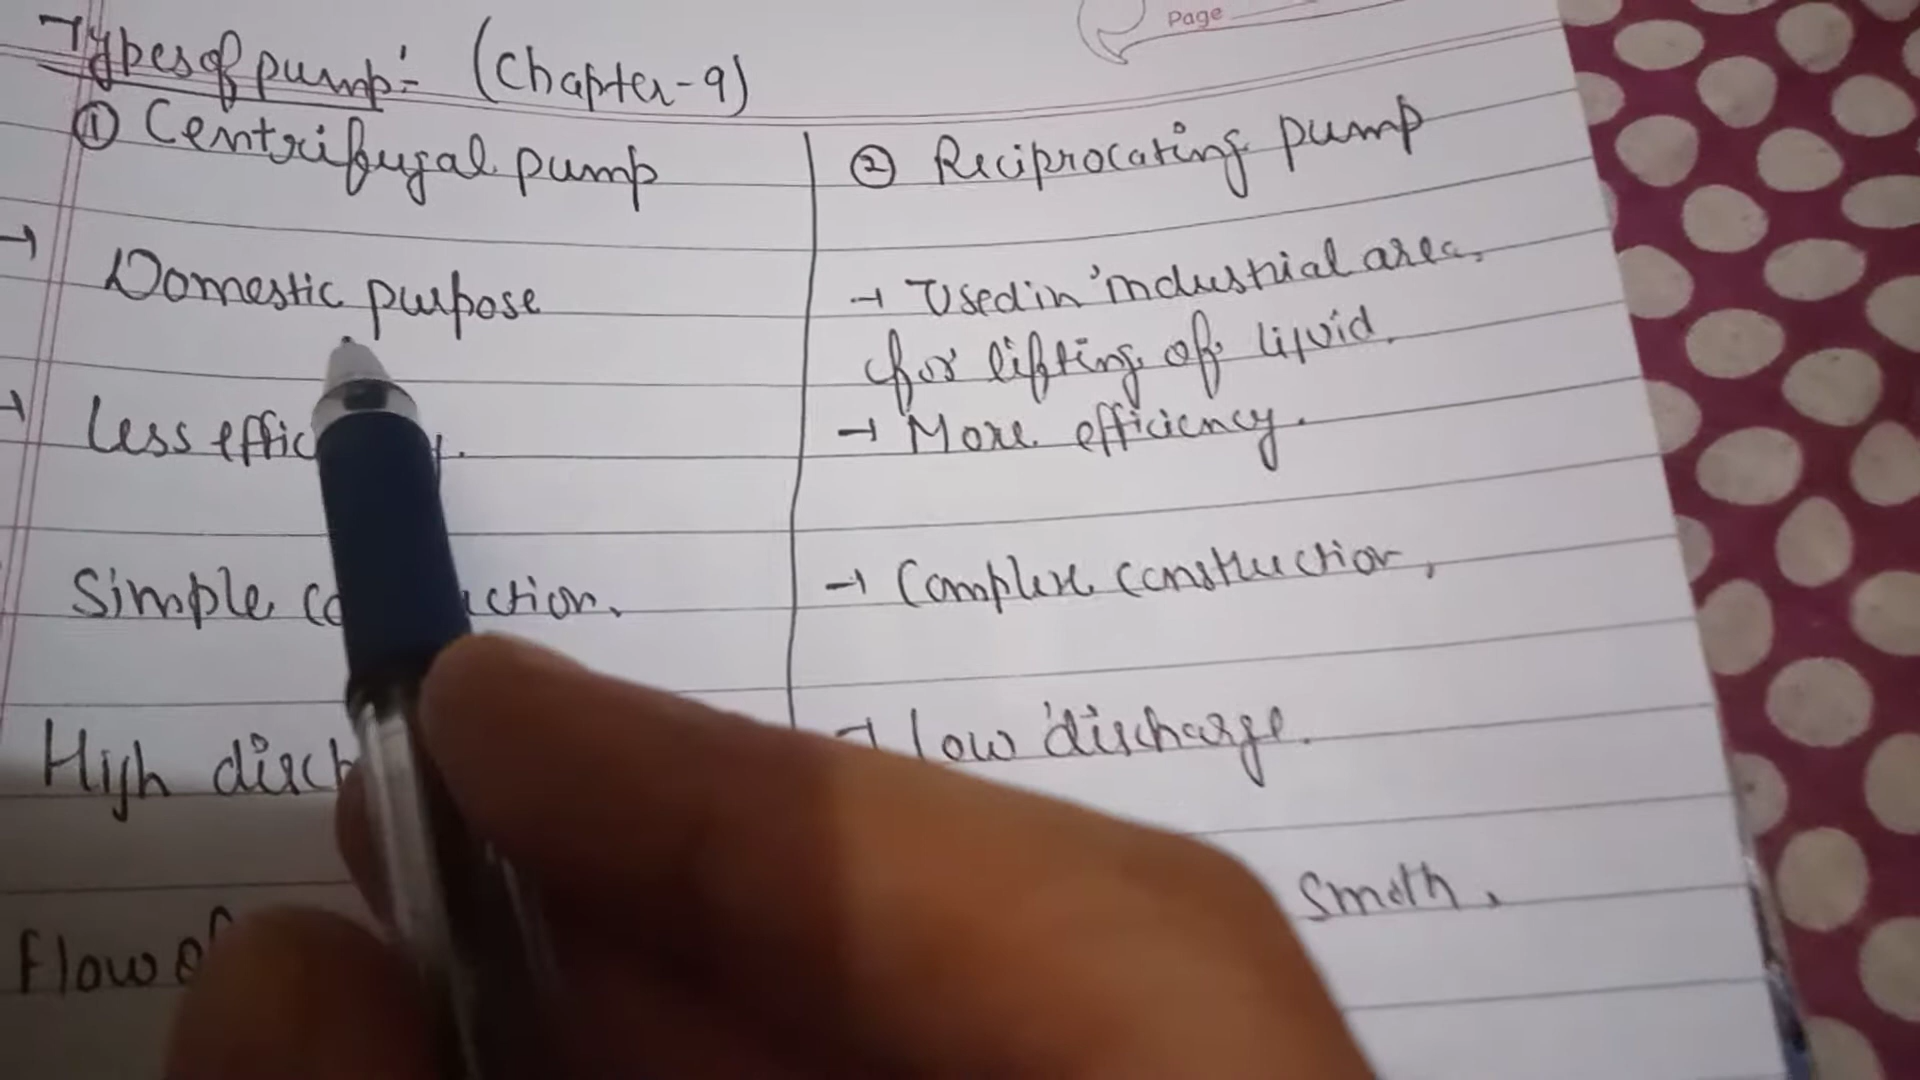 Page
Types of pump:- (Chapter-9)
① Centrifugal pump
② Reciprocating pump
→ Domestic purpose
→ Used in industrial area.
for lifting of liquid.
→ Less
→ More efficiency.
Simple
→ Complex construction,
High
→ low discharge.
Smoth.
Flow